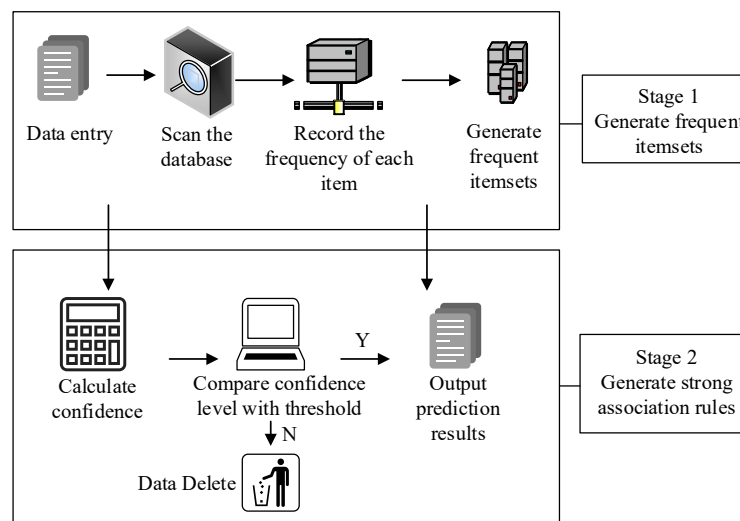 Data entry
Scan the
database
Record the
frequency of each
item
Generate
frequent
itemsets
Stage 1
Generate frequent
itemsets
Calculate
confidence
Compare confidence
level with threshold
Y
N
Output
prediction
results
Data Delete
Stage 2
Generate strong
association rules